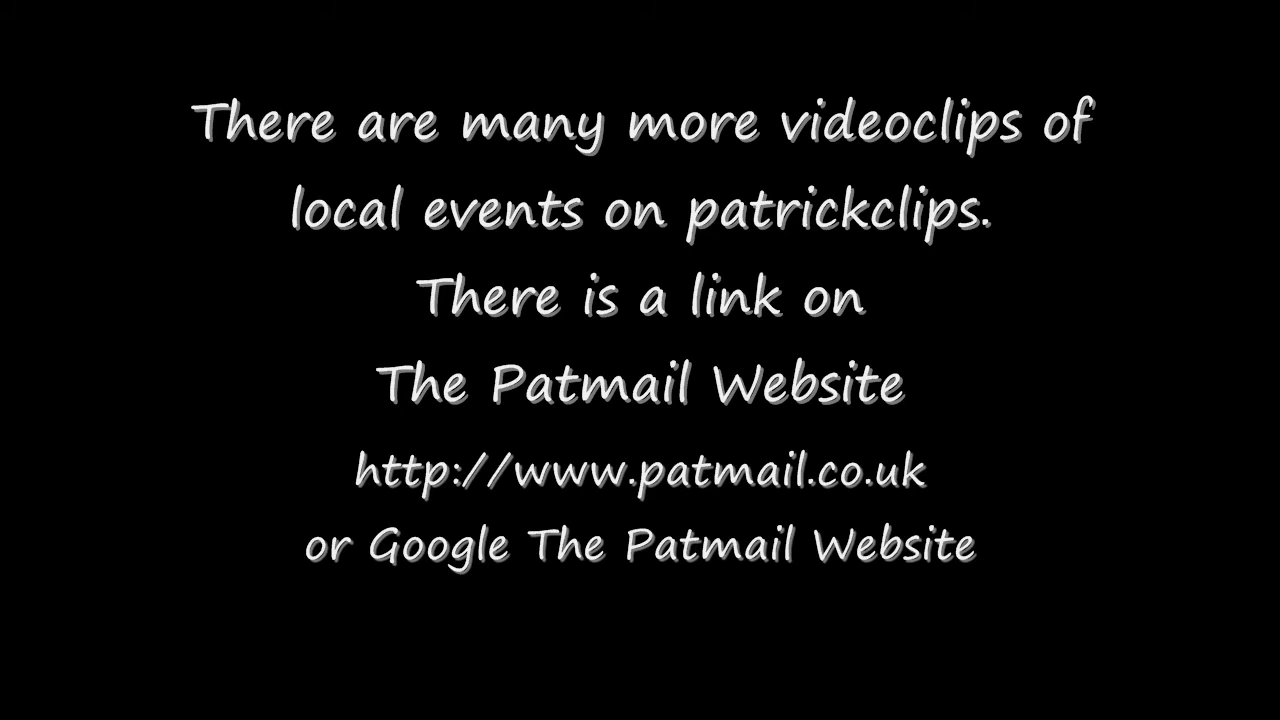 There are many more videoclips of
local events on patrickclips.
There is a link on
The Patmail Website
http://www.patmail.co.uk
or Google The Patmail Website